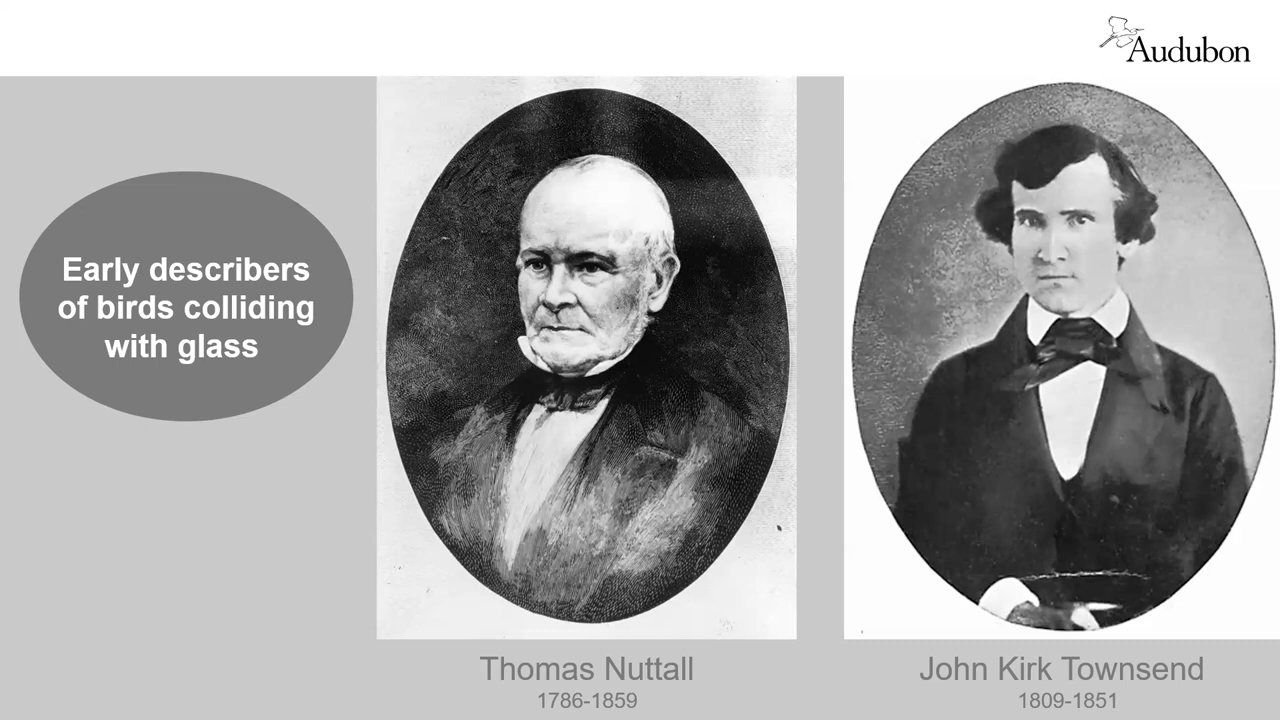 Audubon
Early describers
of birds colliding
with glass
Thomas Nuttall
1786-1859
John Kirk Townsend
1809-1851